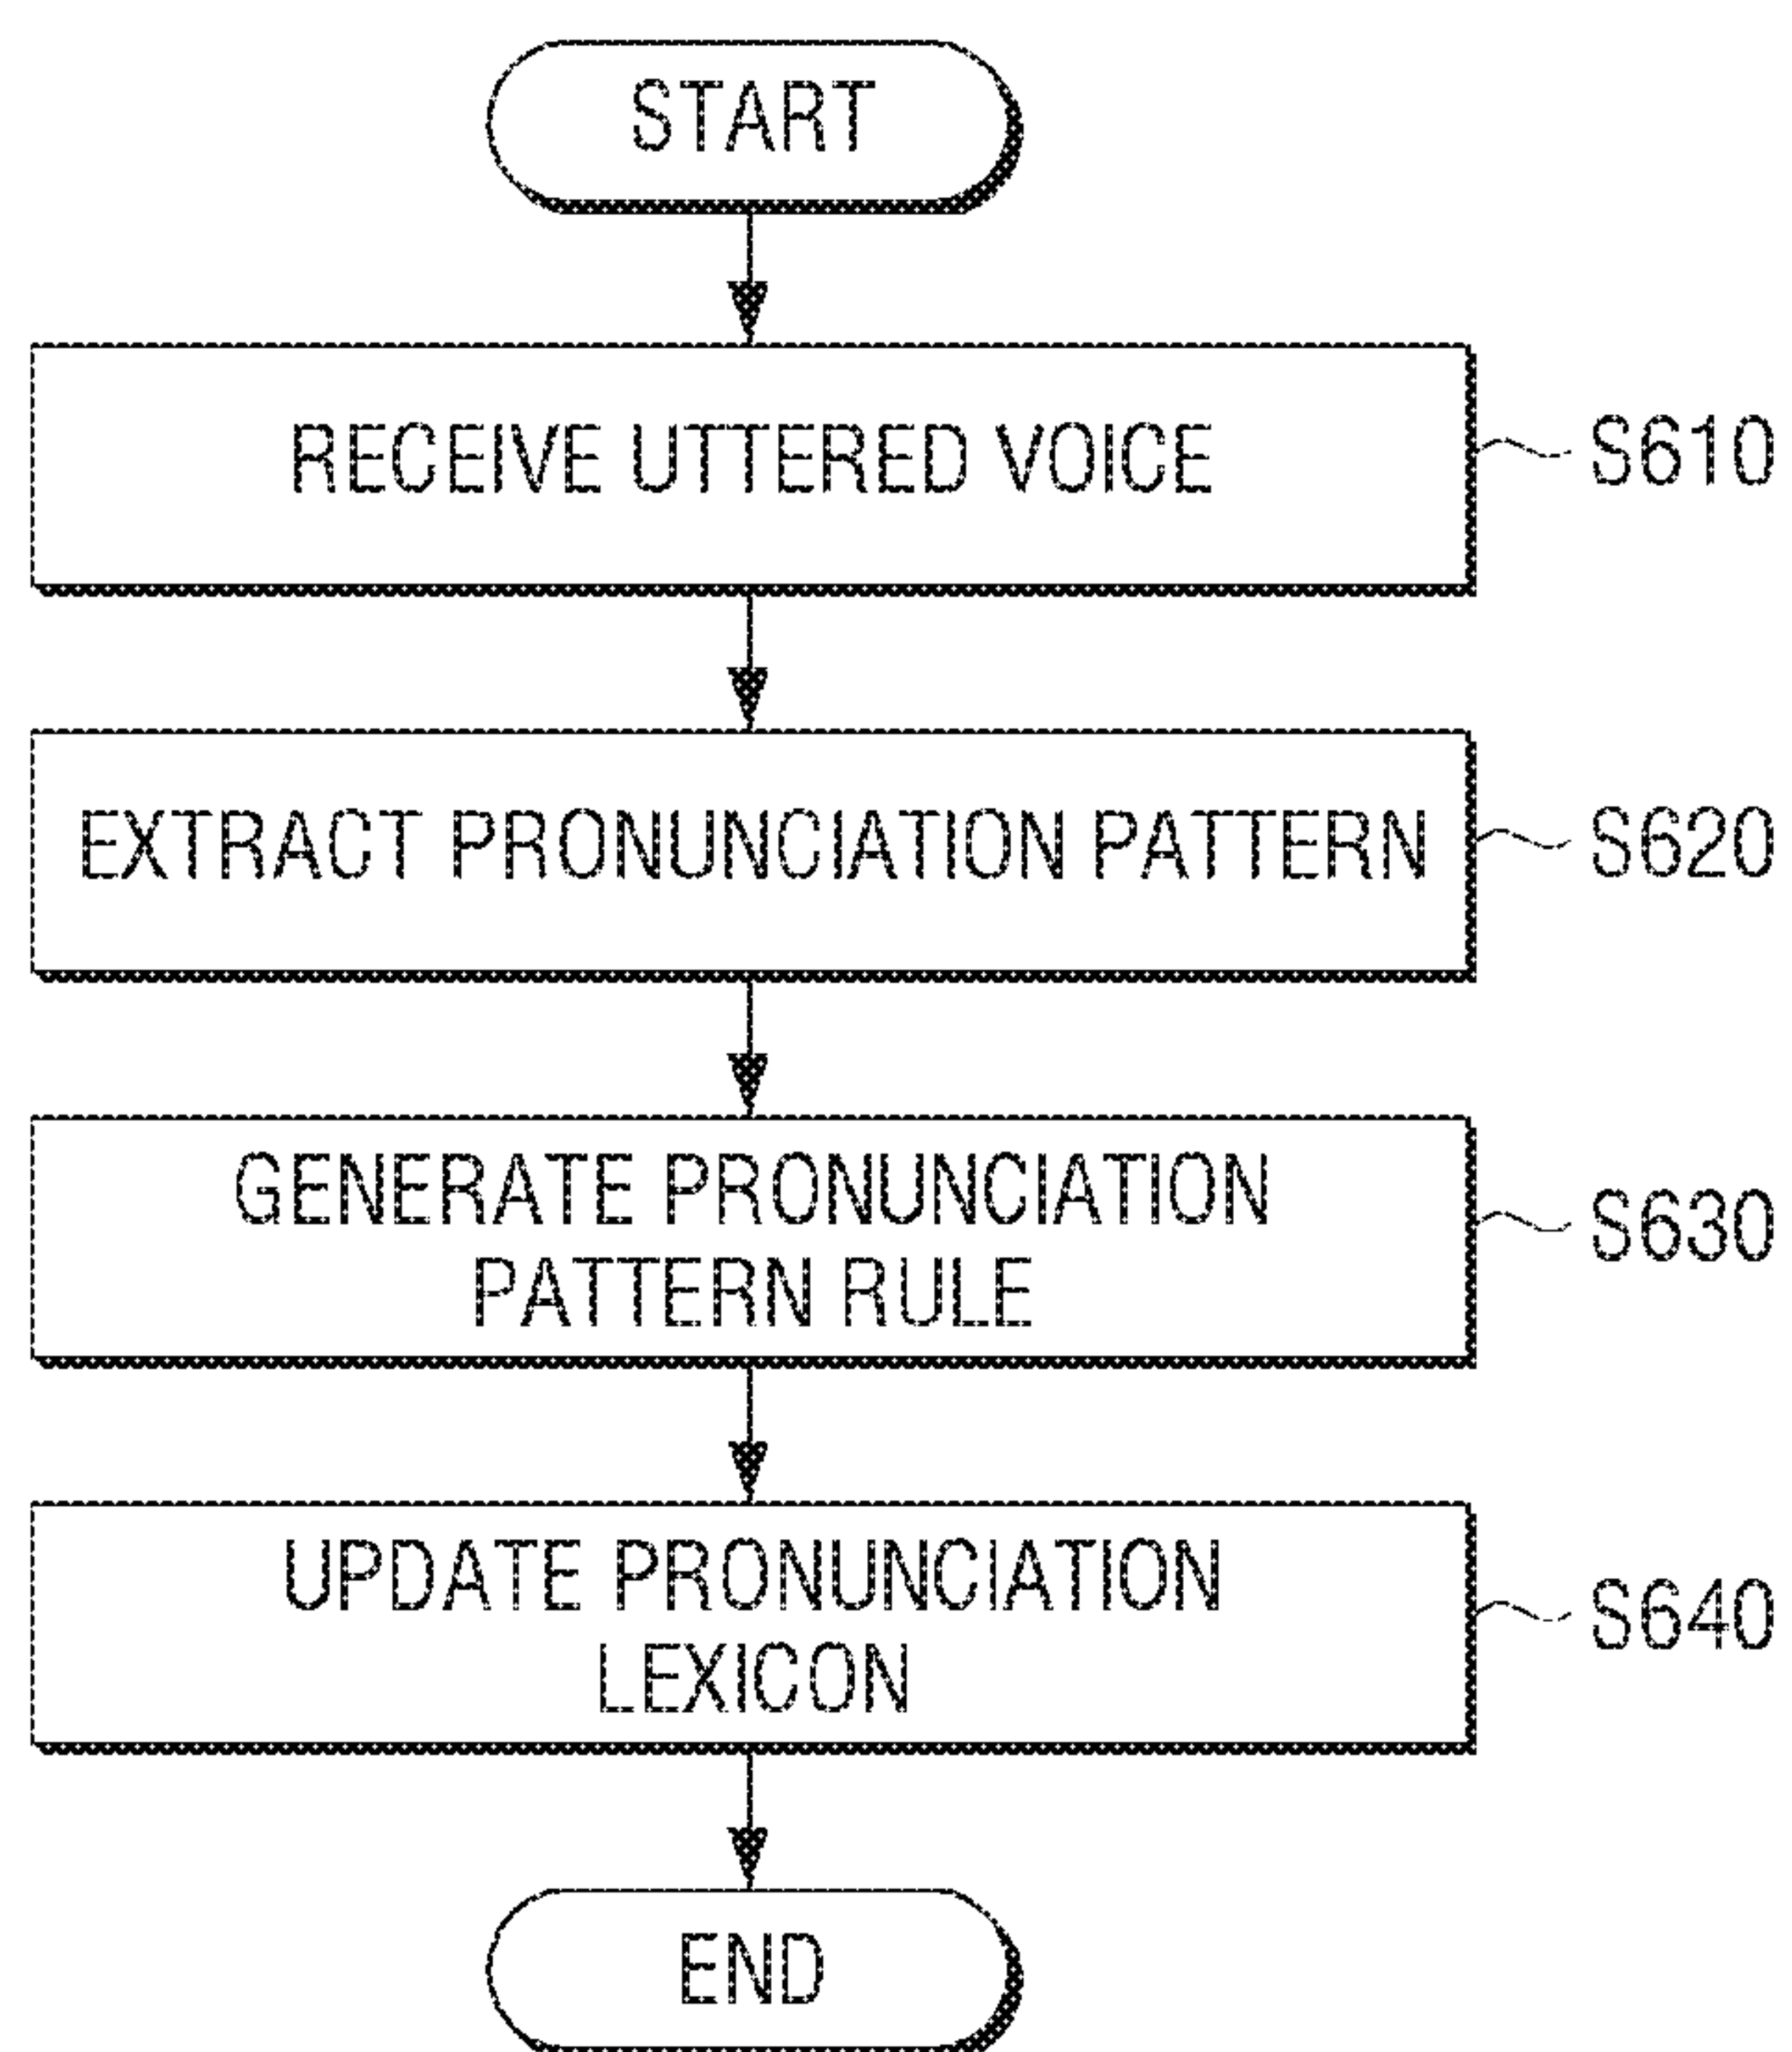 START
RECEIVE UTTERED VOICE
S610
EXTRACT PRONUNCIATION PATTERN
S620
GENERATE PRONUNCIATION
PATTERN RULE
S630
UPDATE PRONUNCIATION
LEXICON
S640
END